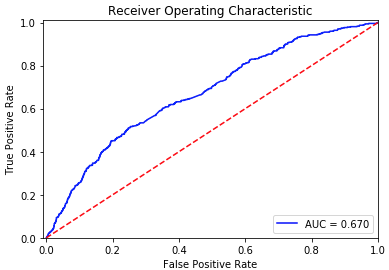 Receiver Operating Characteristic
True Positive Rate
1.0
0.8
0.6
0.4
0.2
0.0
AUC = 0.670
0.0 0.2 0.4 0.6 0.8 1.0
False Positive Rate